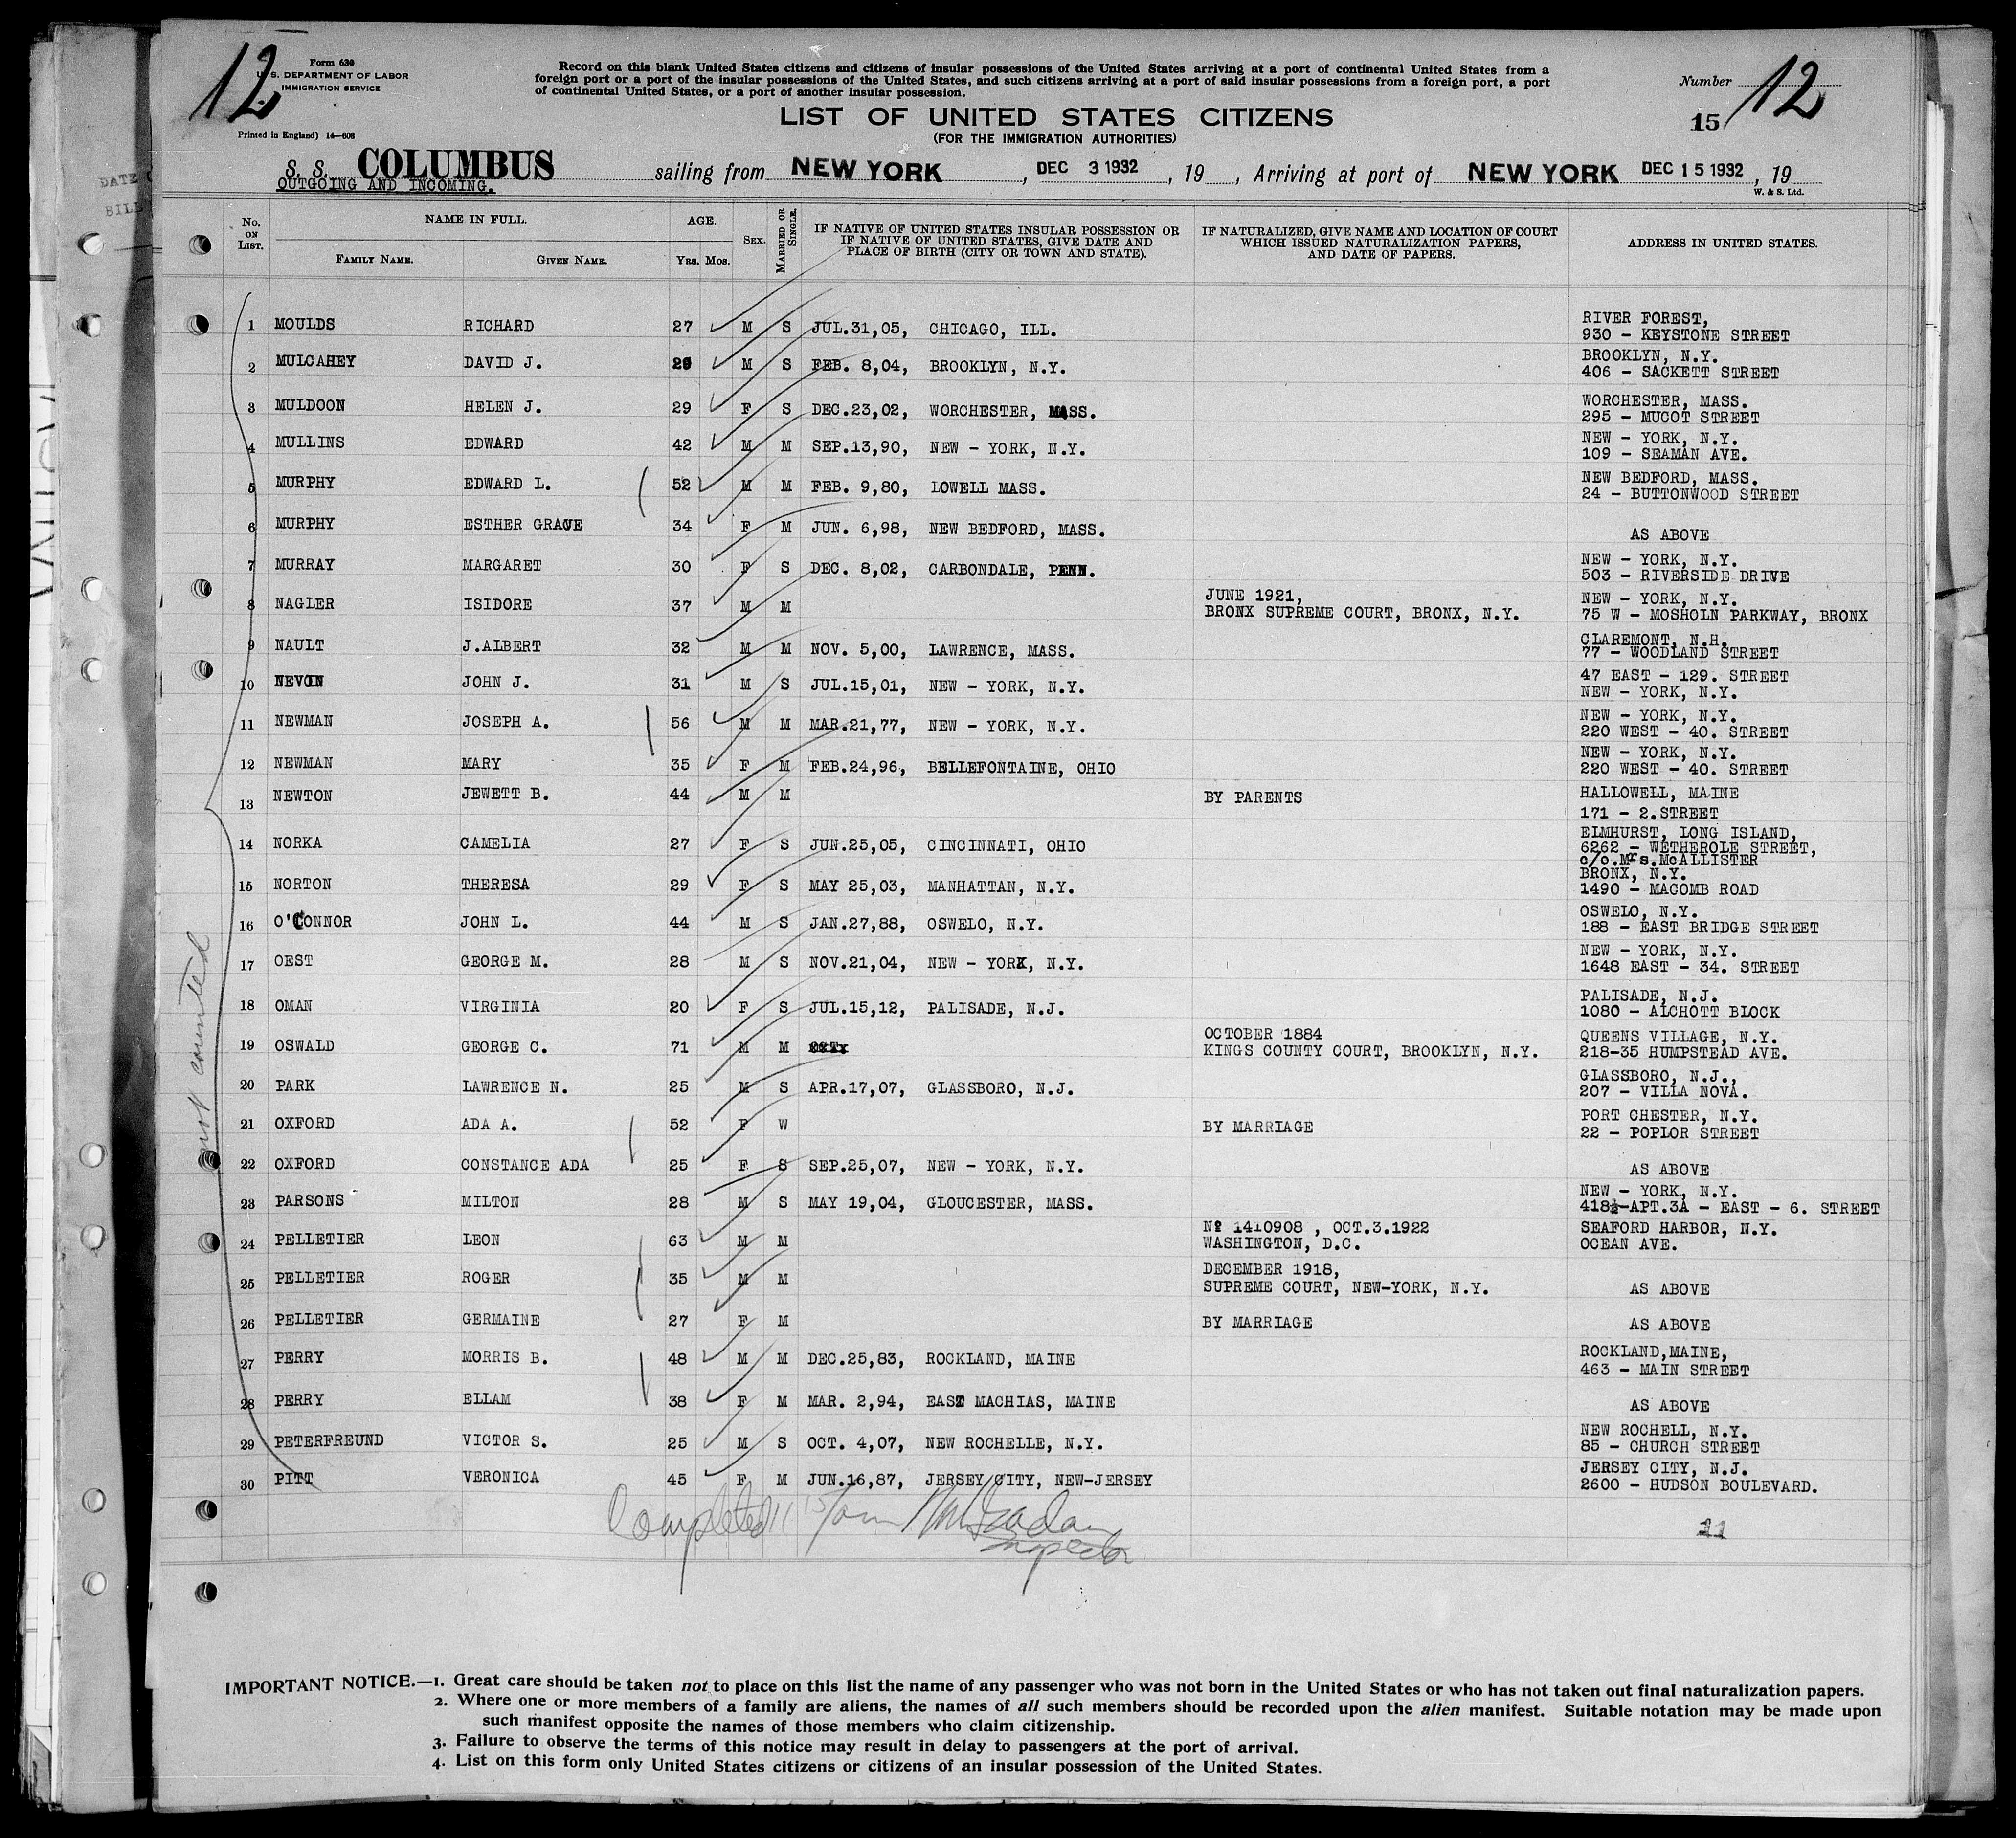 12
Form 630
U. S. DEPARTMENT OF LABOR
IMMIGRATION SERVICE
Printed in England) 14—608
Record on this blank United States citizens and citizens of insular possessions of the United States arriving at a port of continental United States from a
foreign port or a port of the insular possessions of the United States, and such citizens arriving at a port of said insular possessions from a foreign port, a port
of continental United States, or a port of another insular possession.
Number 12
15
LIST OF UNITED STATES CITIZENS
(FOR THE IMMIGRATION AUTHORITIES)
S. S. COLUMBUS sailing from NEW YORK, DEC 3 1932, 19 , Arriving at port of NEW YORK DEC 15 1932, 19
OUTGOING AND INCOMING.
W. & S. Ltd.
DATE
BILL
No. ON LIST. NAME IN FULL. FAMILY NAME. GIVEN NAME. AGE. YRS. MOS. SEX. MARRIED OR SINGLE. IF NATIVE OF UNITED STATES INSULAR POSSESSION OR IF NATIVE OF UNITED STATES, GIVE DATE AND PLACE OF BIRTH (CITY OR TOWN AND STATE). IF NATURALIZED, GIVE NAME AND LOCATION OF COURT WHICH ISSUED NATURALIZATION PAPERS, AND DATE OF PAPERS. ADDRESS IN UNITED STATES.
1 MOULDS RICHARD 27 M S JUL.31,05, CHICAGO, ILL. RIVER FOREST,
930 - KEYSTONE STREET
2 MULCAHEY DAVID J. 29 M S FEB. 8,04, BROOKLYN, N.Y. BROOKLYN, N.Y.
406 - SACKETT STREET
3 MULDOON HELEN J. 29 F S DEC.23,02, WORCHESTER, MASS. WORCHESTER, MASS.
295 - MUCOT STREET
4 MULLINS EDWARD 42 M M SEP.13,90, NEW - YORK, N.Y. NEW - YORK, N.Y.
109 - SEAMAN AVE.
5 MURPHY EDWARD L. 52 M M FEB. 9,80, LOWELL MASS. NEW BEDFORD, MASS.
24 - BUTTONWOOD STREET
6 MURPHY ESTHER GRACE 34 F M JUN. 6,98, NEW BEDFORD, MASS. AS ABOVE
7 MURRAY MARGARET 30 F S DEC. 8,02, CARBONDALE, PENN. NEW - YORK, N.Y.
503 - RIVERSIDE DRIVE
8 NAGLER ISIDORE 37 M M JUNE 1921,
BRONX SUPREME COURT, BRONX, N.Y. NEW - YORK, N.Y.
75 W - MOSHOLN PARKWAY, BRONX
9 NAULT J.ALBERT 32 M M NOV. 5,00, LAWRENCE, MASS. CLAREMONT, N.H.
77 - WOODLAND STREET
10 NEVIN JOHN J. 31 M S JUL.15,01, NEW - YORK, N.Y. 47 EAST - 129. STREET
NEW - YORK, N.Y.
11 NEWMAN JOSEPH A. 56 M M MAR.21,77, NEW - YORK, N.Y. NEW - YORK, N.Y.
220 WEST - 40. STREET
12 NEWMAN MARY 35 F M FEB.24,96, BELLEFONTAINE, OHIO NEW - YORK, N.Y.
220 WEST - 40. STREET
13 NEWTON JEWETT B. 44 M M BY PARENTS HALLOWELL, MAINE
171 - 2.STREET
14 NORKA CAMELIA 27 F S JUN.25,05, CINCINNATI, OHIO ELMHURST, LONG ISLAND,
6262 - WETHEROLE STREET,
c/o.Mrs.McALLISTER
15 NORTON THERESA 29 F S MAY 25,03, MANHATTAN, N.Y. BRONX, N.Y.
1490 - MACOMB ROAD
16 O'CONNOR JOHN L. 44 M S JAN.27,88, OSWELO, N.Y. OSWELO, N.Y.
188 - EAST BRIDGE STREET
17 OEST GEORGE M. 28 M S NOV.21,04, NEW - YORK, N.Y. NEW - YORK, N.Y.
1648 EAST - 34. STREET
18 OMAN VIRGINIA 20 F S JUL.15,12, PALISADE, N.J. PALISADE, N.J.
1080 - ALCHOTT BLOCK
19 OSWALD GEORGE C. 71 M M OCTOBER 1884
KINGS COUNTY COURT, BROOKLYN, N.Y. QUEENS VILLAGE, N.Y.
218-35 HUMPSTEAD AVE.
20 PARK LAWRENCE N. 25 M S APR.17,07, GLASSBORO, N.J. GLASSBORO, N.J.,
207 - VILLA NOVA.
21 OXFORD ADA A. 52 F W BY MARRIAGE PORT CHESTER, N.Y.
22 - POPLOR STREET
22 OXFORD CONSTANCE ADA 25 F S SEP.25,07, NEW - YORK, N.Y. AS ABOVE
23 PARSONS MILTON 28 M S MAY 19,04, GLOUCESTER, MASS. NEW - YORK, N.Y.
418½-APT.3A - EAST - 6. STREET
24 PELLETIER LEON 63 M M Nº 1410908 , OCT.3.1922
WASHINGTON, D.C. SEAFORD HARBOR, N.Y.
OCEAN AVE.
25 PELLETIER ROGER 35 M M DECEMBER 1918,
SUPREME COURT, NEW-YORK, N.Y. AS ABOVE
26 PELLETIER GERMAINE 27 F M BY MARRIAGE AS ABOVE
27 PERRY MORRIS B. 48 M M DEC.25,83, ROCKLAND, MAINE ROCKLAND,MAINE,
463 - MAIN STREET
28 PERRY ELLAM 38 F M MAR. 2,94, EAST MACHIAS, MAINE AS ABOVE
29 PETERFREUND VICTOR S. 25 M S OCT. 4,07, NEW ROCHELLE, N.Y. NEW ROCHELL, N.Y.
85 - CHURCH STREET
30 PITT VERONICA 45 F M JUN.16,87, JERSEY CITY, NEW-JERSEY JERSEY CITY, N.J.
2600 - HUDSON BOULEVARD.
not counted
Completed
Inspector
11
IMPORTANT NOTICE.—1. Great care should be taken not to place on this list the name of any passenger who was not born in the United States or who has not taken out final naturalization papers.
2. Where one or more members of a family are aliens, the names of all such members should be recorded upon the alien manifest. Suitable notation may be made upon
such manifest opposite the names of those members who claim citizenship.
3. Failure to observe the terms of this notice may result in delay to passengers at the port of arrival.
4. List on this form only United States citizens or citizens of an insular possession of the United States.